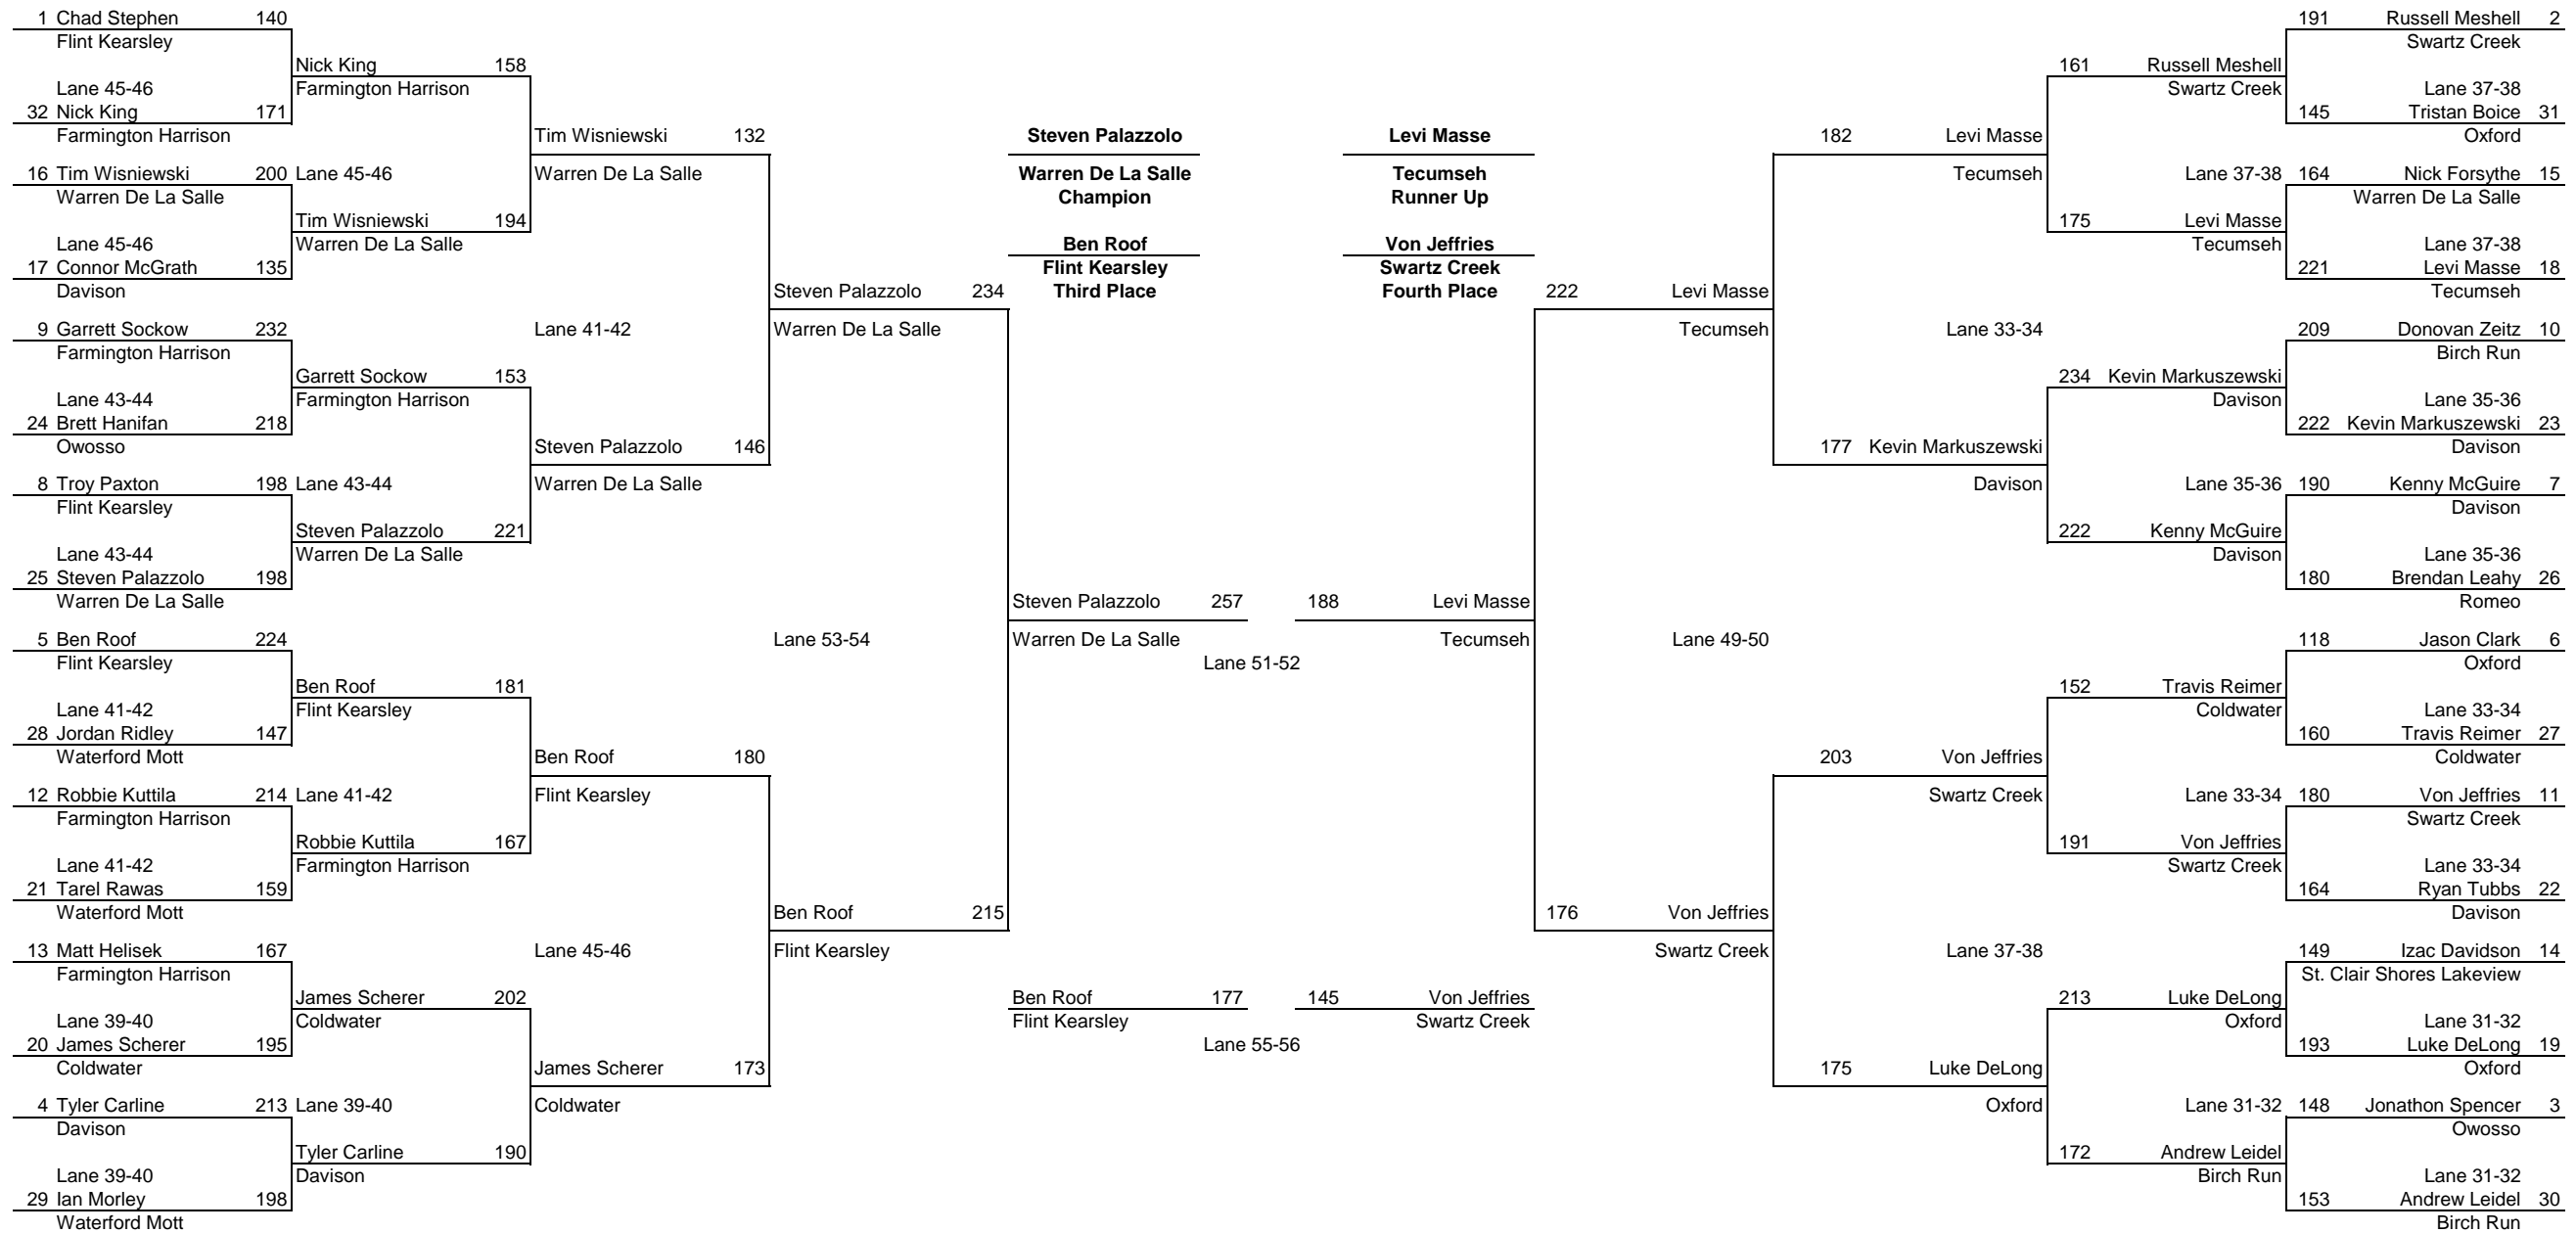 1 Chad Stephen 140
Flint Kearsley
Lane 45-46
32 Nick King 171
Farmington Harrison
16 Tim Wisniewski 200
Warren De La Salle
Lane 45-46
17 Connor McGrath 135
Davison
9 Garrett Sockow 232
Farmington Harrison
Lane 43-44
24 Brett Hanifan 218
Owosso
8 Troy Paxton 198
Flint Kearsley
Lane 43-44
25 Steven Palazzolo 198
Warren De La Salle
5 Ben Roof 224
Flint Kearsley
Lane 41-42
28 Jordan Ridley 147
Waterford Mott
12 Robbie Kuttila 214
Farmington Harrison
Lane 41-42
21 Tarel Rawas 159
Waterford Mott
13 Matt Helisek 167
Farmington Harrison
Lane 39-40
20 James Scherer 195
Coldwater
4 Tyler Carline 213
Davison
Lane 39-40
29 Ian Morley 198
Waterford Mott
Nick King 158
Farmington Harrison
Lane 45-46
Tim Wisniewski 194
Warren De La Salle
Garrett Sockow 153
Farmington Harrison
Lane 43-44
Steven Palazzolo 221
Warren De La Salle
Ben Roof 181
Flint Kearsley
Lane 41-42
Robbie Kuttila 167
Farmington Harrison
James Scherer 202
Coldwater
Lane 39-40
Tyler Carline 190
Davison
Tim Wisniewski 132
Warren De La Salle
Lane 41-42
Steven Palazzolo 146
Warren De La Salle
Ben Roof 180
Flint Kearsley
Lane 45-46
James Scherer 173
Coldwater
Steven Palazzolo 234
Warren De La Salle
Lane 53-54
Ben Roof 215
Flint Kearsley
Steven Palazzolo
Warren De La Salle
Champion
Levi Masse
Tecumseh
Runner Up
Ben Roof
Flint Kearsley
Third Place
Von Jeffries
Swartz Creek
Fourth Place
Steven Palazzolo 257
Warren De La Salle
188 Levi Masse
Tecumseh
Lane 51-52
Ben Roof 177
Flint Kearsley
145 Von Jeffries
Swartz Creek
Lane 55-56
222 Levi Masse
Tecumseh
Lane 49-50
176 Von Jeffries
Swartz Creek
182 Levi Masse
Tecumseh
Lane 33-34
177 Kevin Markuszewski
Davison
203 Von Jeffries
Swartz Creek
Lane 37-38
175 Luke DeLong
Oxford
161 Russell Meshell
Swartz Creek
Lane 37-38
175 Levi Masse
Tecumseh
234 Kevin Markuszewski
Davison
Lane 35-36
222 Kenny McGuire
Davison
152 Travis Reimer
Coldwater
Lane 33-34
191 Von Jeffries
Swartz Creek
213 Luke DeLong
Oxford
Lane 31-32
172 Andrew Leidel
Birch Run
191 Russell Meshell 2
Swartz Creek
Lane 37-38
145 Tristan Boice 31
Oxford
164 Nick Forsythe 15
Warren De La Salle
Lane 37-38
221 Levi Masse 18
Tecumseh
209 Donovan Zeitz 10
Birch Run
Lane 35-36
222 Kevin Markuszewski 23
Davison
190 Kenny McGuire 7
Davison
Lane 35-36
180 Brendan Leahy 26
Romeo
118 Jason Clark 6
Oxford
Lane 33-34
160 Travis Reimer 27
Coldwater
180 Von Jeffries 11
Swartz Creek
Lane 33-34
164 Ryan Tubbs 22
Davison
149 Izac Davidson 14
St. Clair Shores Lakeview
Lane 31-32
193 Luke DeLong 19
Oxford
148 Jonathon Spencer 3
Owosso
Lane 31-32
153 Andrew Leidel 30
Birch Run